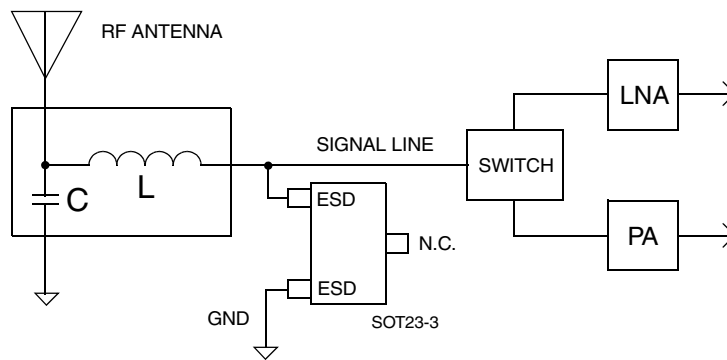 RF ANTENNA
LNA
SIGNAL LINE
SWITCH
L
C
ESD
N.C.
PA
ESD
GND
SOT23-3